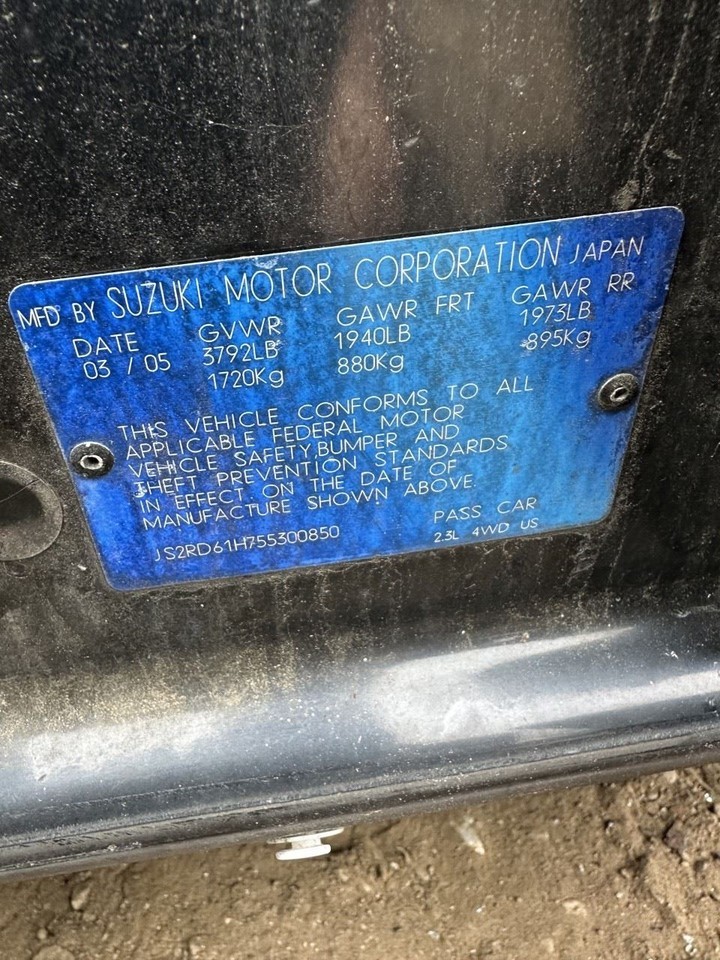 MFD BY SUZUKI MOTOR CORPORATION JAPAN
DATE GVWR GAWR FRT GAWR RR
03 / 05 3792LB 1940LB 1973LB
1720Kg 880Kg 895Kg
THIS VEHICLE CONFORMS TO ALL
APPLICABLE FEDERAL MOTOR
VEHICLE SAFETY,BUMPER AND
THEFT PREVENTION STANDARDS
IN EFFECT ON THE DATE OF
MANUFACTURE SHOWN ABOVE.
JS2RD61H755300850 PASS CAR
2.3L 4WD US